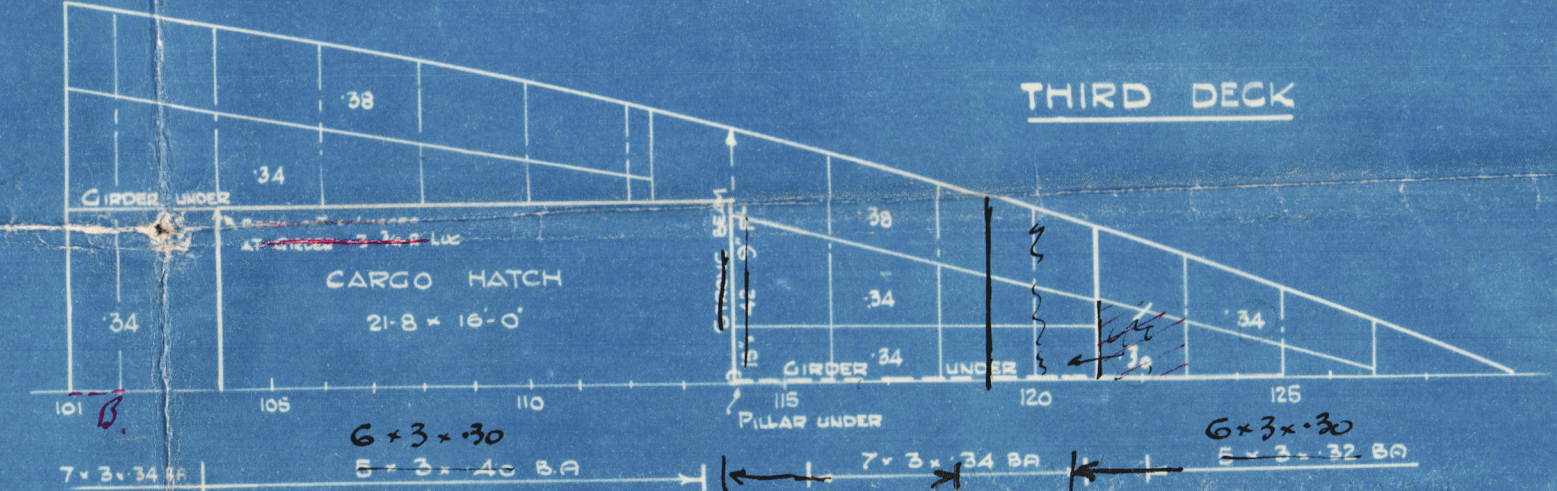 THIRD DECK
.38
.34
GIRDER UNDER
CARGO HATCH
21-8 × 16'-0"
.34
BEAM
38
.34
.34
GIRDER UNDER
.34
101 105 110 115 120 125
B.
PILLAR UNDER
6 × 3 × .30
6 × 3 × .30
7 × 3 × .34 BA
5 × 3 × .40 B.A
7 × 3 × .34 BA
5 × 3 × .32 BA